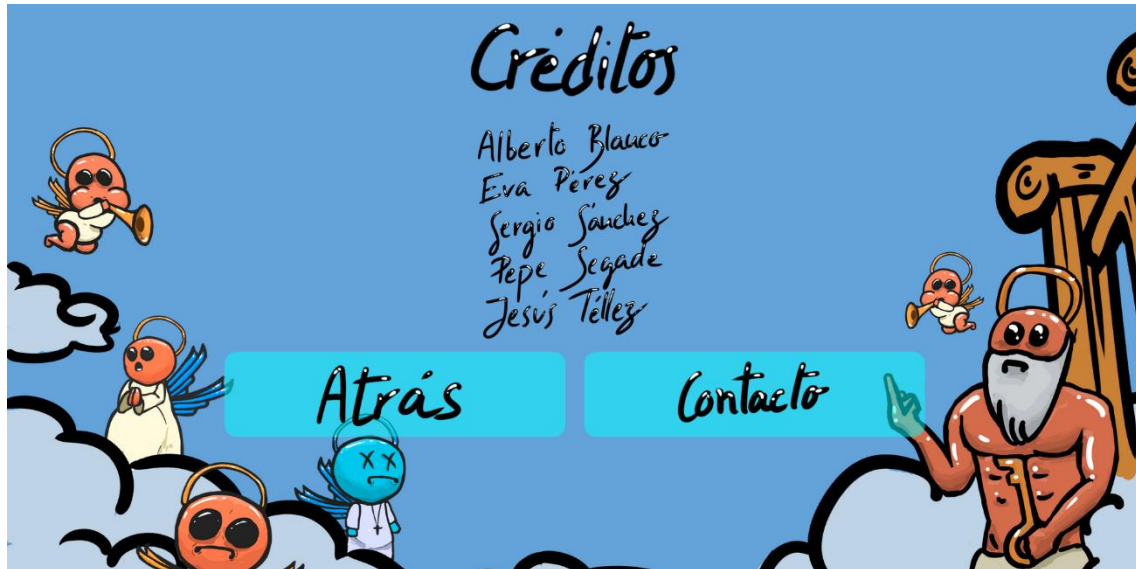 Créditos
Alberto Blanco
Eva Pérez
Sergio Sánchez
Pepe Segade
Jesús Téllez
Atrás
Contacto